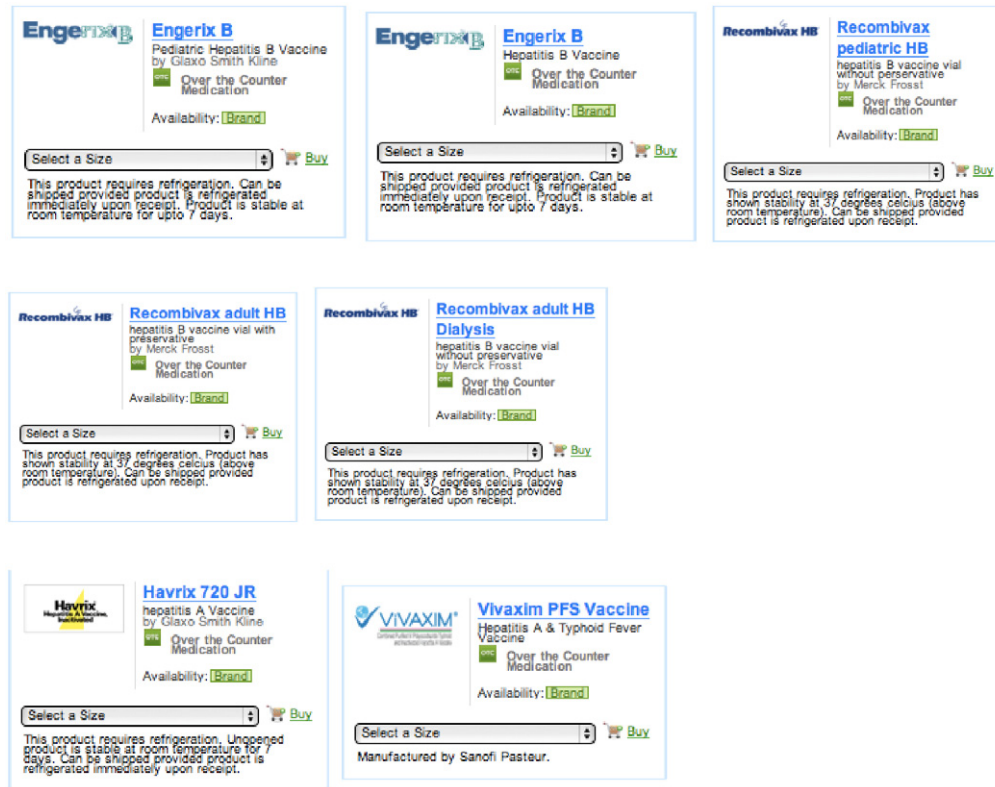 Engerix B
Engerix B
Pediatric Hepatitis B Vaccine
by Glaxo Smith Kline
OTC
Over the Counter
Medication
Availability: Brand
Select a Size
Buy
This product requires refrigeration. Can be
shipped provided product is refrigerated
immediately upon receipt. Product is stable at
room temperature for upto 7 days.
Engerix B
Engerix B
Hepatitis B Vaccine
OTC
Over the Counter
Medication
Availability: Brand
Select a Size
Buy
This product requires refrigeration. Can be
shipped provided product is refrigerated
immediately upon receipt. Product is stable at
room temperature for upto 7 days.
Recombivax HB
Recombivax
pediatric HB
hepatitis B vaccine vial
without perservative
by Merck Frosst
OTC
Over the Counter
Medication
Availability: Brand
Select a Size
Buy
This product requires refrigeration. Product has
shown stability at 37 degrees celcius (above
room temperature). Can be shipped provided
product is refrigerated upon receipt.
Recombivax HB
Recombivax adult HB
hepatitis B vaccine vial with
preservative
by Merck Frosst
OTC
Over the Counter
Medication
Availability: Brand
Select a Size
Buy
This product requires refrigeration. Product has
shown stability at 37 degrees celcius (above
room temperature). Can be shipped provided
product is refrigerated upon receipt.
Recombivax HB
Recombivax adult HB
Dialysis
hepatitis B vaccine vial
without preservative
by Merck Frosst
OTC
Over the Counter
Medication
Availability: Brand
Select a Size
Buy
This product requires refrigeration. Product has
shown stability at 37 degrees celcius (above
room temperature). Can be shipped provided
product is refrigerated upon receipt.
Havrix
Hepatitis A Vaccine,
Inactivated
Havrix 720 JR
hepatitis A Vaccine
by Glaxo Smith Kline
OTC
Over the Counter
Medication
Availability: Brand
Select a Size
Buy
This product requires refrigeration. Unopened
product is stable at room temperature for 7
days. Can be shipped provided product is
refrigerated immediately upon receipt.
ViVAXIM
Vivaxim PFS Vaccine
Hepatitis A & Typhoid Fever
Vaccine
OTC
Over the Counter
Medication
Availability: Brand
Select a Size
Buy
Manufactured by Sanofi Pasteur.